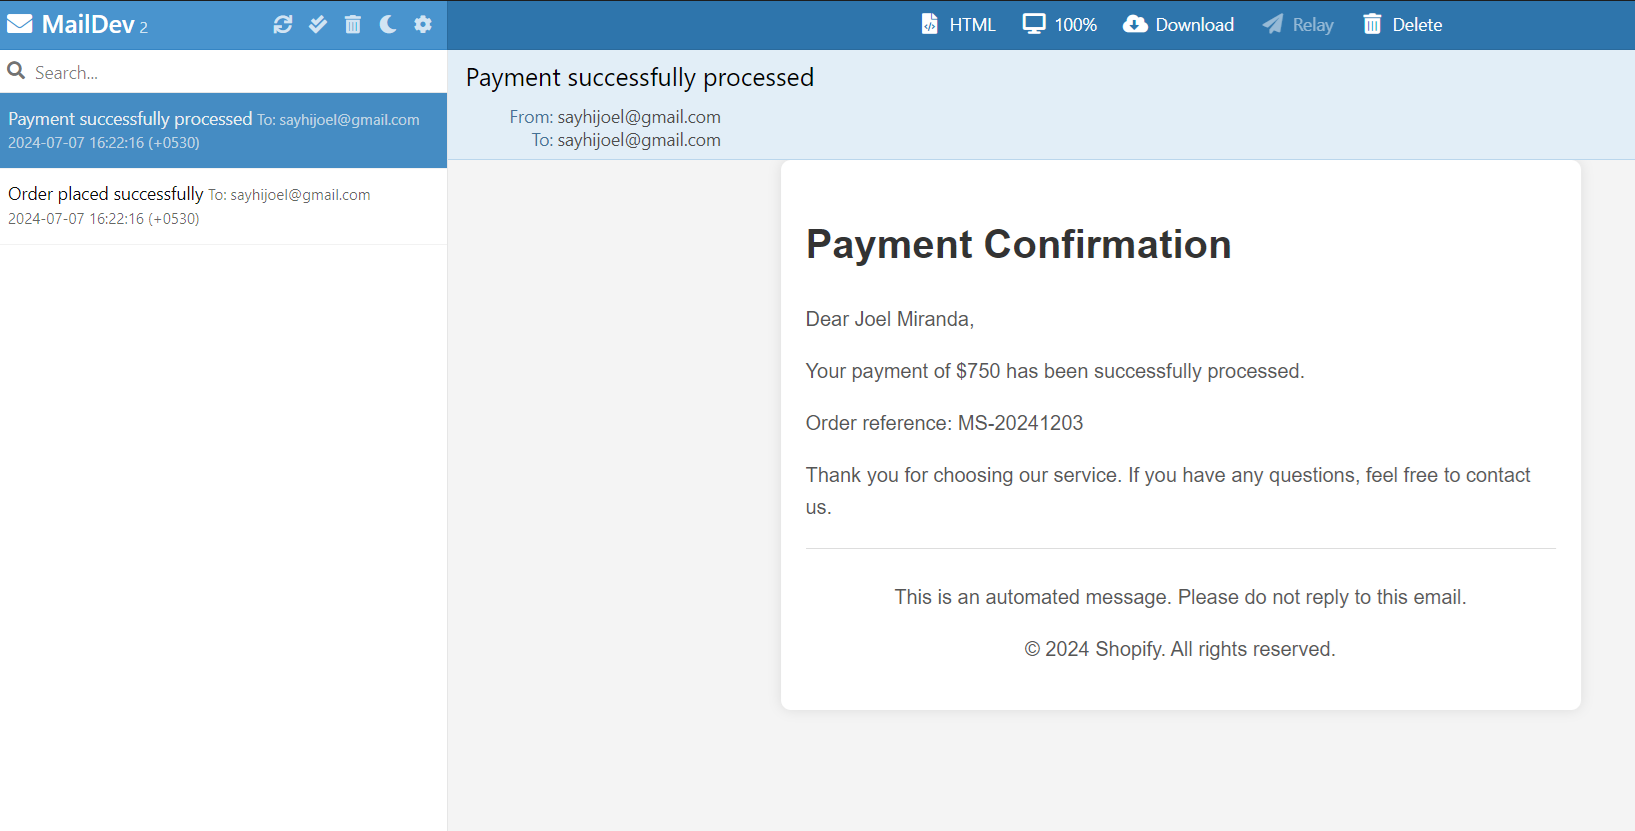 MailDev 2
HTML
100%
Download
Relay
Delete
Search...
Payment successfully processed To: sayhijoel@gmail.com
2024-07-07 16:22:16 (+0530)
Order placed successfully To: sayhijoel@gmail.com
2024-07-07 16:22:16 (+0530)
Payment successfully processed
From: sayhijoel@gmail.com
To: sayhijoel@gmail.com
Payment Confirmation
Dear Joel Miranda,
Your payment of $750 has been successfully processed.
Order reference: MS-20241203
Thank you for choosing our service. If you have any questions, feel free to contact
us.
This is an automated message. Please do not reply to this email.
© 2024 Shopify. All rights reserved.